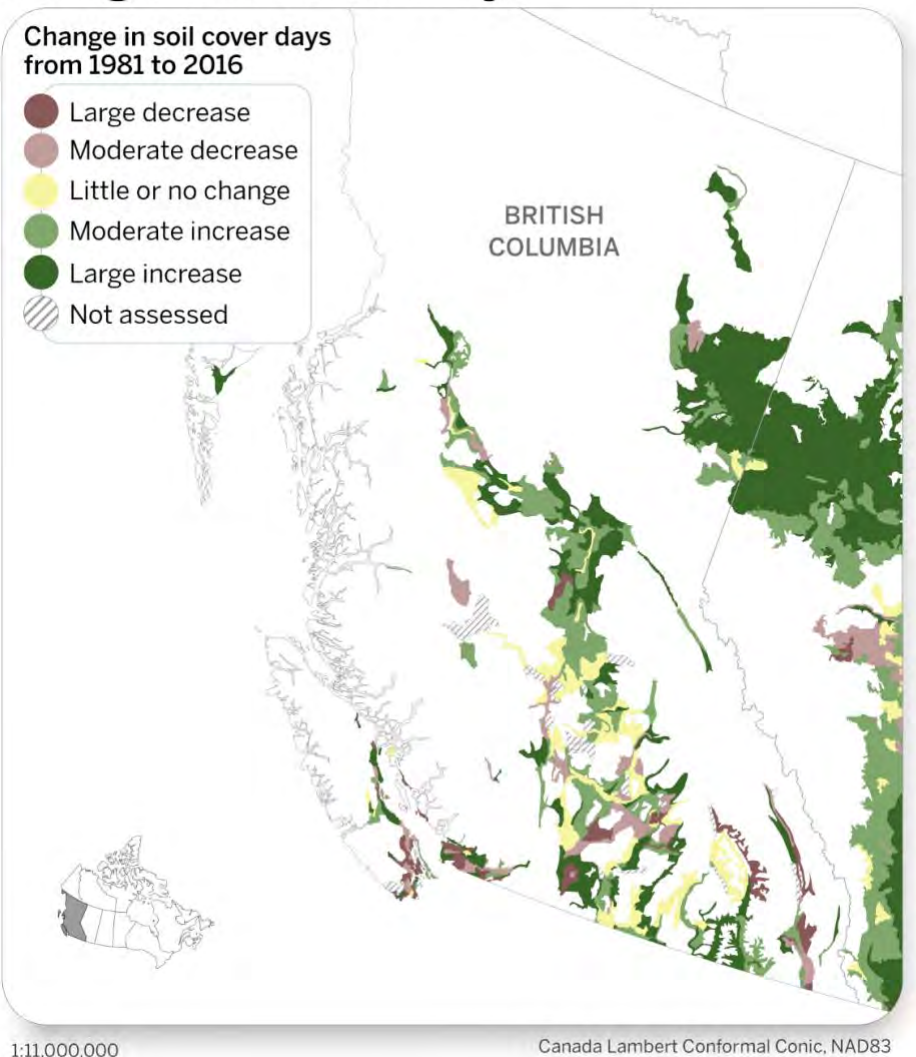 Change in soil cover days
from 1981 to 2016
Large decrease
Moderate decrease
Little or no change
Moderate increase
Large increase
Not assessed
BRITISH
COLUMBIA
1:11,000,000
Canada Lambert Conformal Conic, NAD83